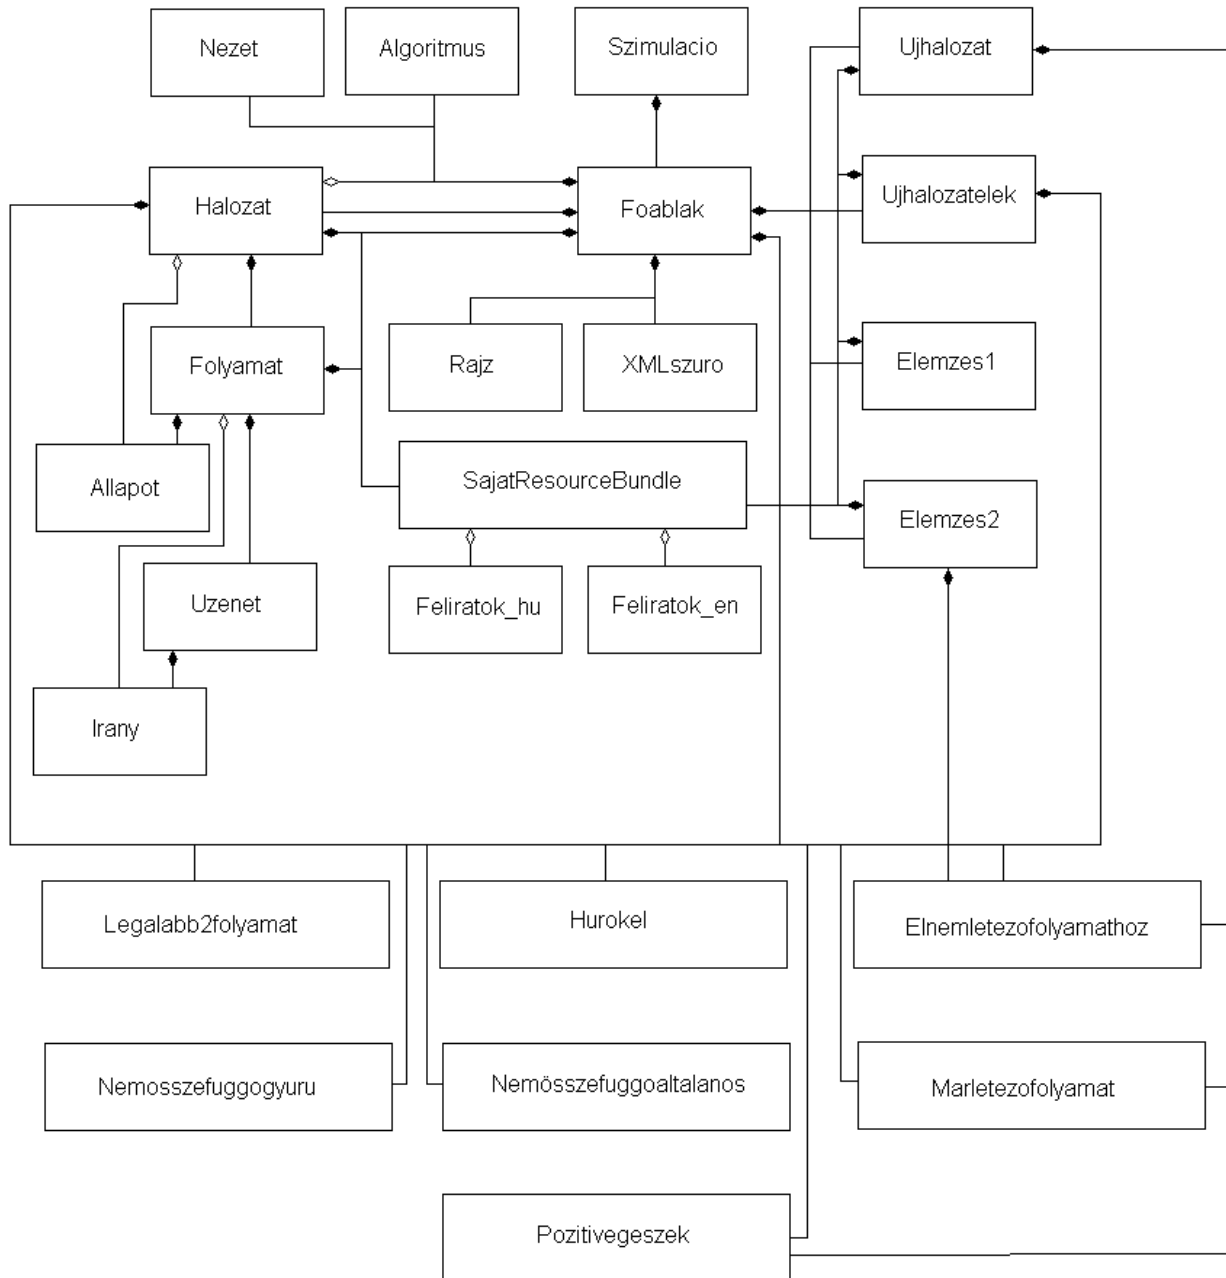 Nezet
Algoritmus
Szimulacio
Ujhalozat
Halozat
Foablak
Ujhalozatelek
Folyamat
Rajz
XMLszuro
Elemzes1
Allapot
SajatResourceBundle
Elemzes2
Uzenet
Feliratok_hu
Feliratok_en
Irany
Legalabb2folyamat
Hurokel
Elnemletezofolyamathoz
Nemosszefuggogyuru
Nemösszefuggoaltalanos
Marletezofolyamat
Pozitivegeszek